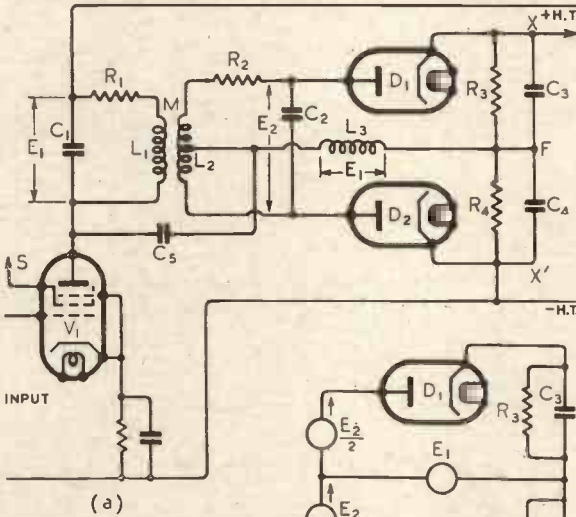 X +H.T.
R1
R2
M
D1
C1
E1
L1
L2
E2
C2
L3
E1
R3
C3
F
R4
C4
D2
C5
X'
S
V1
-H.T.
INPUT
(a)
D1
R3
C3
E2/2
E1
E2